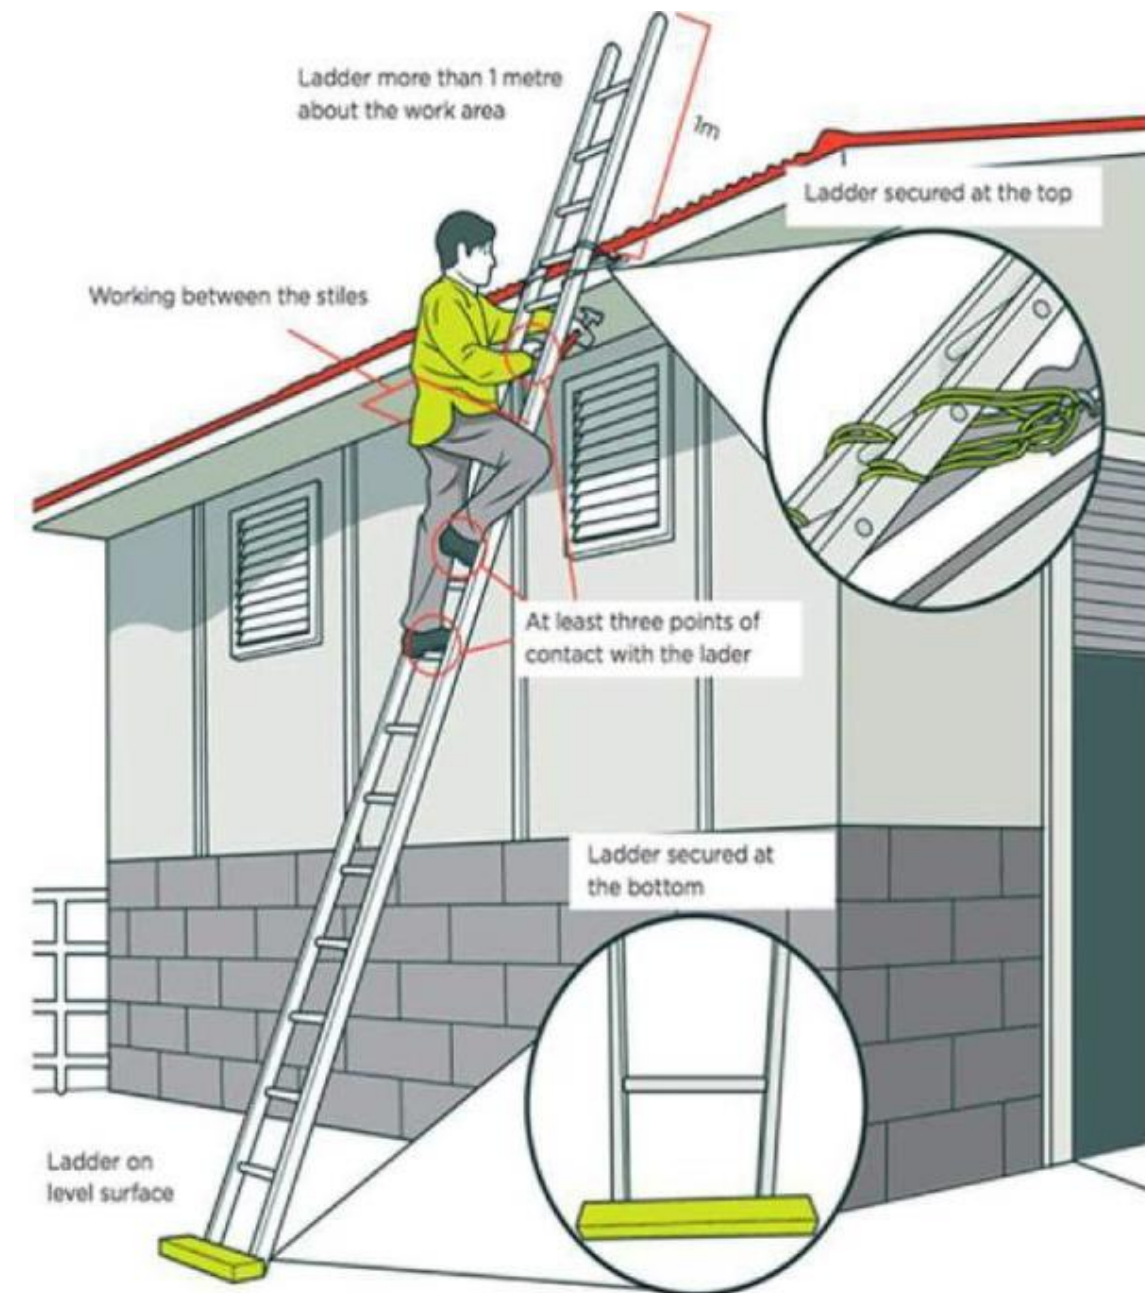 Ladder more than 1 metre
about the work area
1m
Ladder secured at the top
Working between the stiles
At least three points of
contact with the lader
Ladder secured at
the bottom
Ladder on
level surface